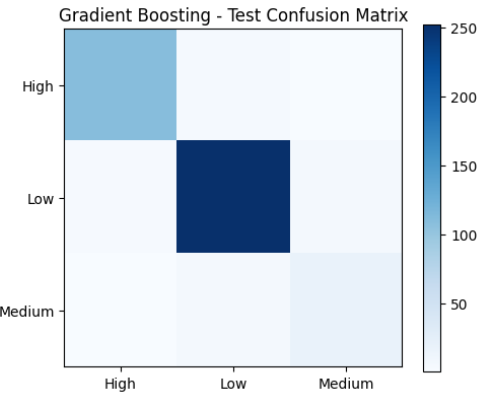 Gradient Boosting - Test Confusion Matrix
250
High
200
150
Low
100
50
Medium
High Low Medium